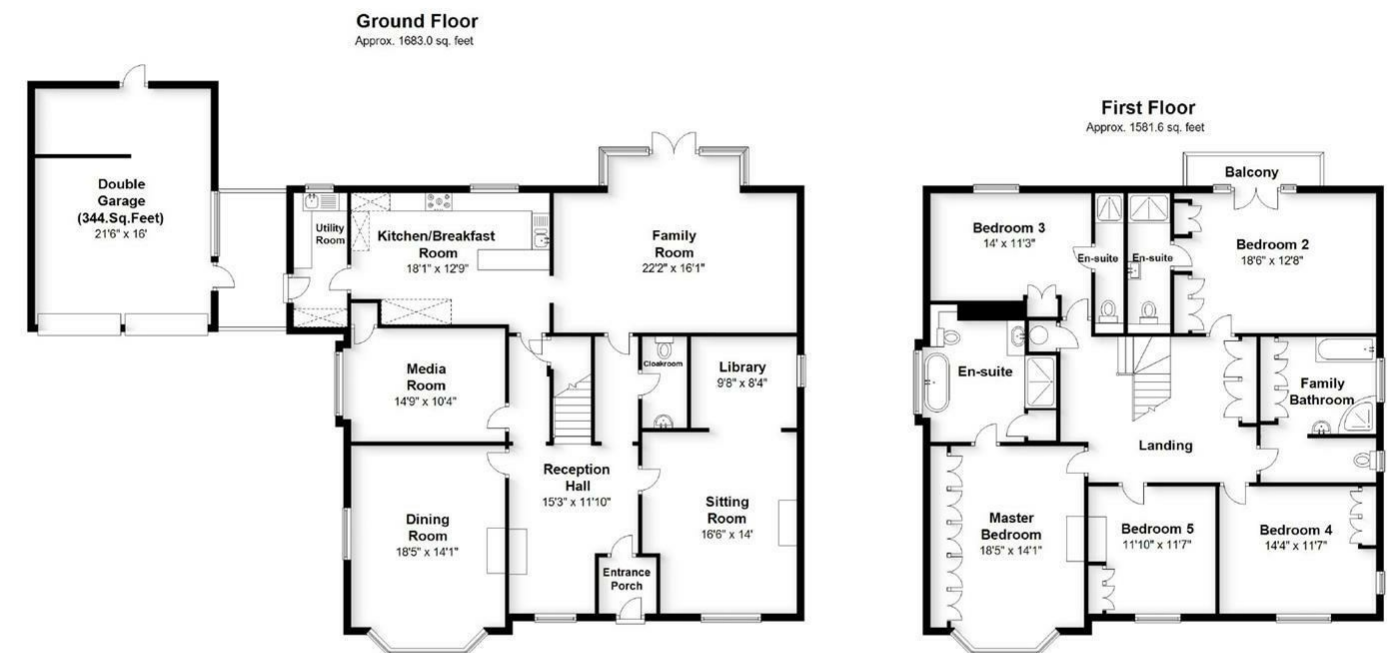 Ground Floor
Approx. 1683.0 sq. feet
Double
Garage
(344.Sq.Feet)
21'6" x 16'
Utility
Room
Kitchen/Breakfast
Room
18'1" x 12'9"
Family
Room
22'2" x 16'1"
Media
Room
14'9" x 10'4"
Cloakroom
Library
9'8" x 8'4"
Reception
Hall
15'3" x 11'10"
Dining
Room
18'5" x 14'1"
Sitting
Room
16'6" x 14'
Entrance
Porch
First Floor
Approx. 1581.6 sq. feet
Balcony
Bedroom 3
14' x 11'3"
En-suite
En-suite
Bedroom 2
18'6" x 12'8"
En-suite
Family
Bathroom
Landing
Master
Bedroom
18'5" x 14'1"
Bedroom 5
11'10" x 11'7"
Bedroom 4
14'4" x 11'7"